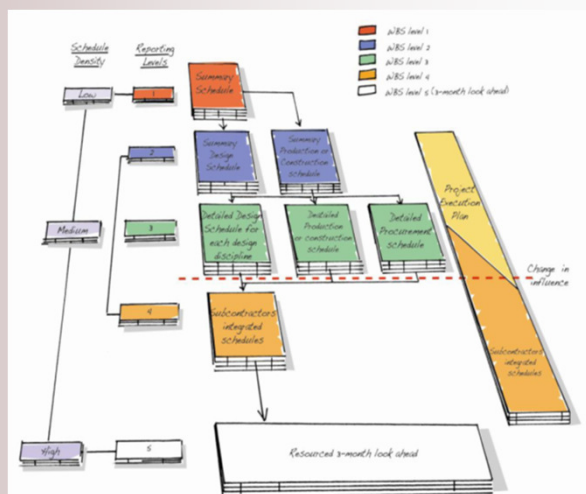 Schedule
Density
Reporting
Levels
WBS level 1
WBS level 2
WBS level 3
WBS level 4
WBS level 5 (3-month look ahead)
Low
1
Summary
Schedule
2
Summary
Design
Schedule
Summary
Production or
Construction
schedule
Project
Execution
Plan
Medium
3
Detailed Design
Schedule for
each design
discipline
Detailed Production
or construction
schedule
Detailed
Procurement
schedule
Change in
influence
4
Subcontractors
integrated
schedules
Subcontractors
integrated schedules
High
5
Resourced 3-month look ahead